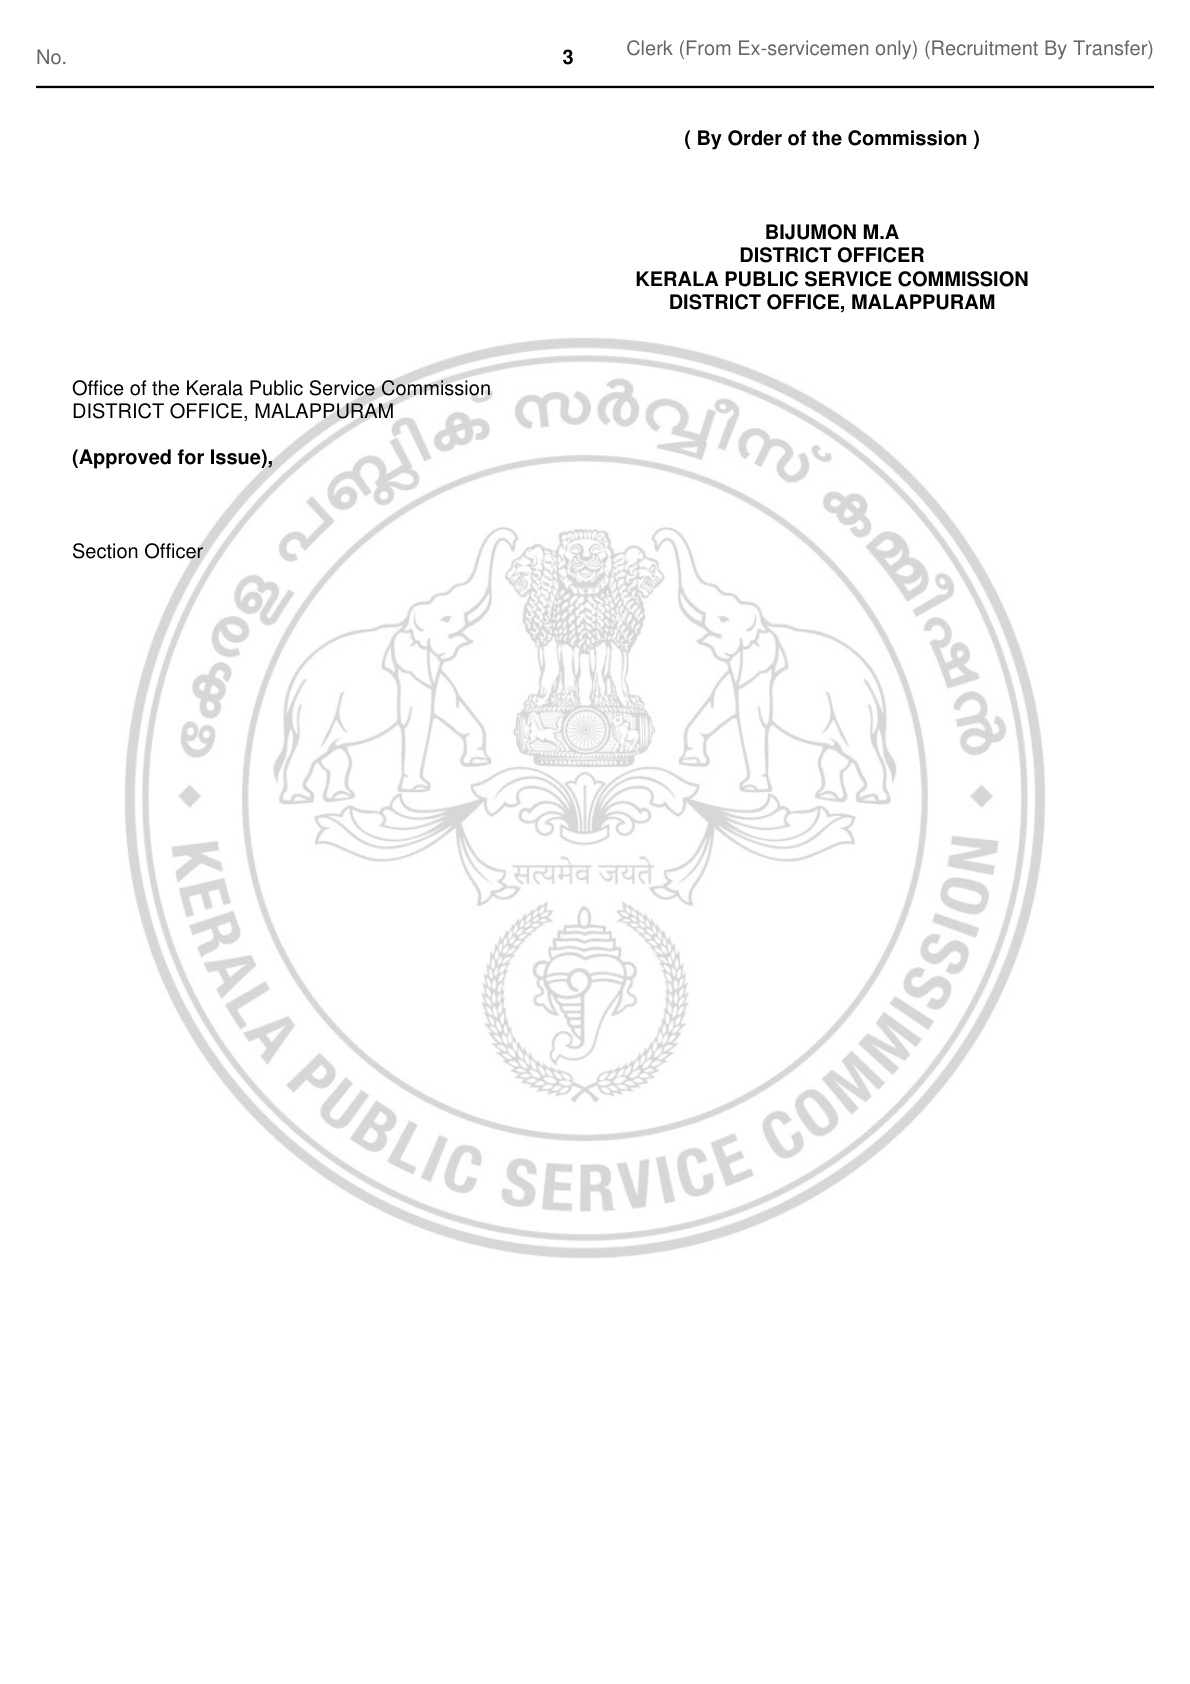 No.
3
Clerk (From Ex-servicemen only) (Recruitment By Transfer)
( By Order of the Commission )
BIJUMON M.A
DISTRICT OFFICER
KERALA PUBLIC SERVICE COMMISSION
DISTRICT OFFICE, MALAPPURAM
Office of the Kerala Public Service Commission
DISTRICT OFFICE, MALAPPURAM
(Approved for Issue),
Section Officer
കേരള പബ്ലിക് സർവ്വീസ് കമ്മീഷൻ
सत्यमेव जयते
KERALA PUBLIC SERVICE COMMISSION